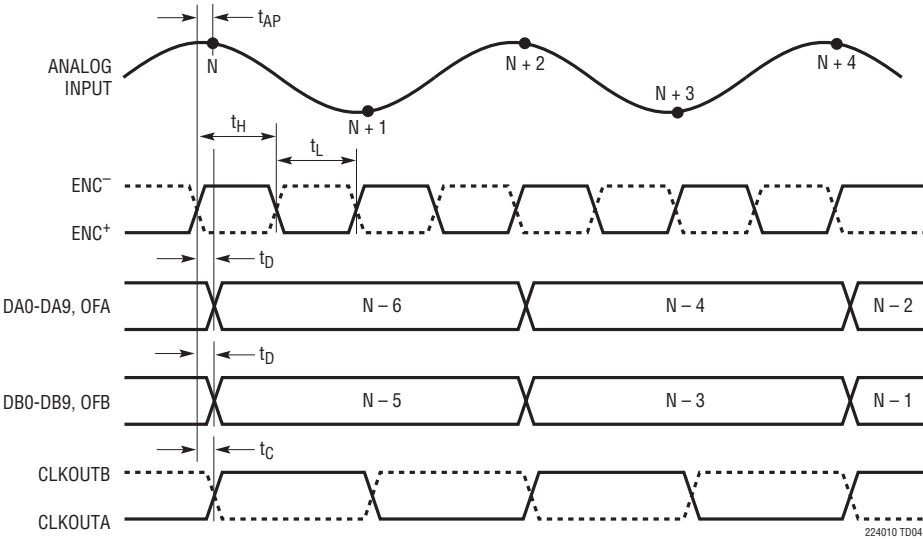 tAP
ANALOG
INPUT
N
N + 1
N + 2
N + 3
N + 4
tH
tL
ENC–
ENC+
tD
DA0-DA9, OFA
N – 6
N – 4
N – 2
tD
DB0-DB9, OFB
N – 5
N – 3
N – 1
tC
CLKOUTB
CLKOUTA
224010 TD04